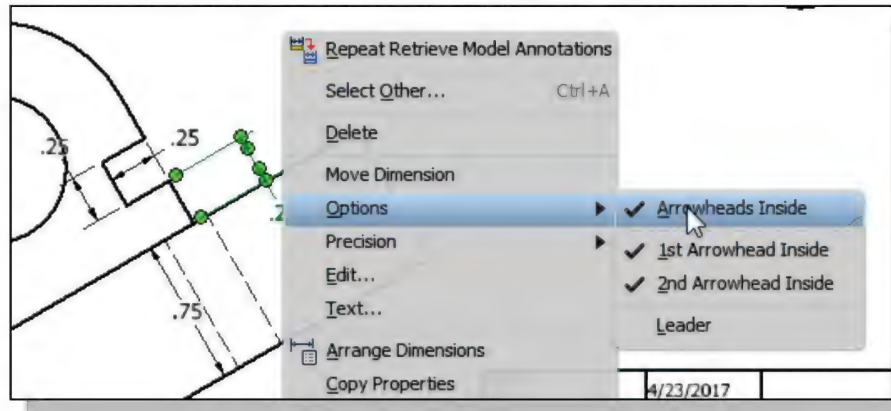 Repeat Retrieve Model Annotations
Select Other... Ctrl+A
Delete
Move Dimension
Options
Precision
Edit...
Text...
Arrange Dimensions
Copy Properties
Arrowheads Inside
1st Arrowhead Inside
2nd Arrowhead Inside
Leader
.25
.25
.75
4/23/2017